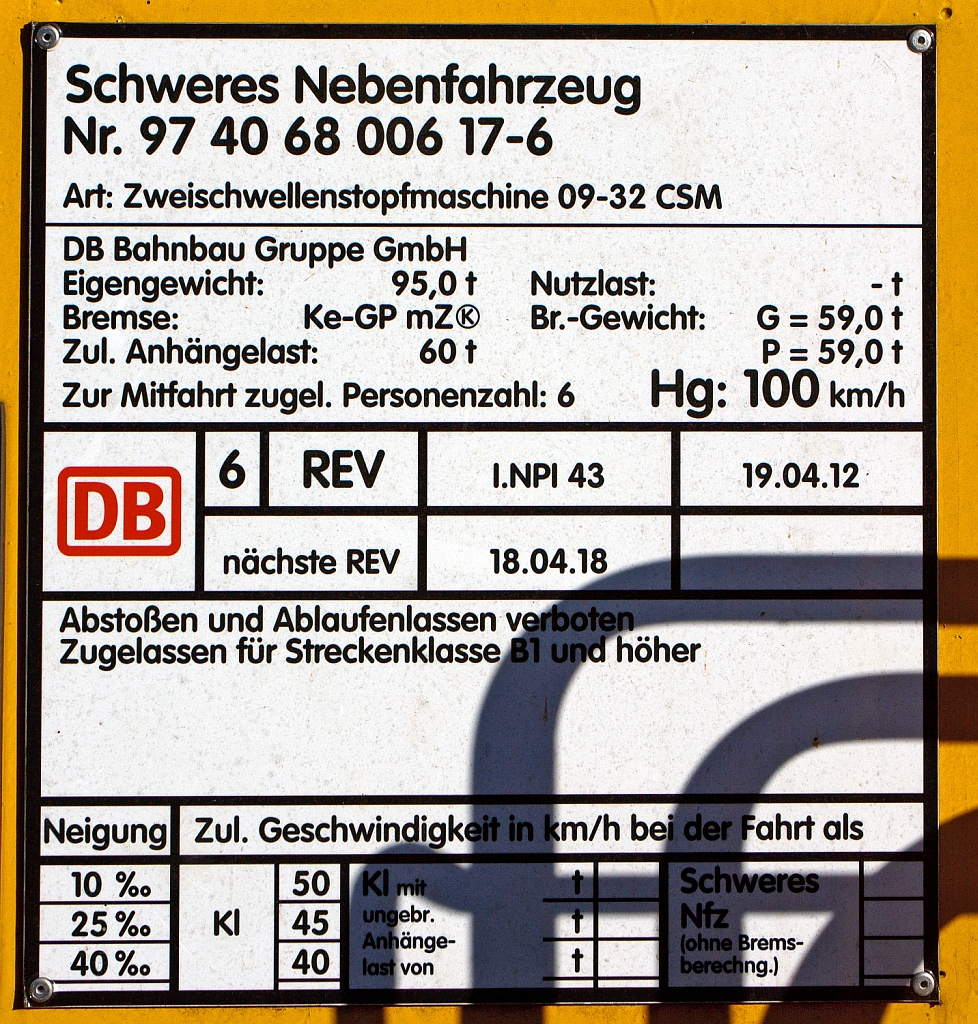 Schweres Nebenfahrzeug
Nr. 97 40 68 006 17-6
Art: Zweischwellenstopfmaschine 09-32 CSM
DB Bahnbau Gruppe GmbH
Eigengewicht: 95,0 t Nutzlast: - t
Bremse: Ke-GP mZⓀ Br.-Gewicht: G = 59,0 t
Zul. Anhängelast: 60 t P = 59,0 t
Zur Mitfahrt zugel. Personenzahl: 6 Hg: 100 km/h
DB 6 REV I.NPI 43 19.04.12
nächste REV 18.04.18
Abstoßen und Ablaufenlassen verboten
Zugelassen für Streckenklasse B1 und höher
Neigung Zul. Geschwindigkeit in km/h bei der Fahrt als
10 ‰ 50 Kl mit t Schweres
25 ‰ Kl 45 ungebr. t Nfz
Anhänge- (ohne Brems-
40 ‰ 40 last von t berechng.)